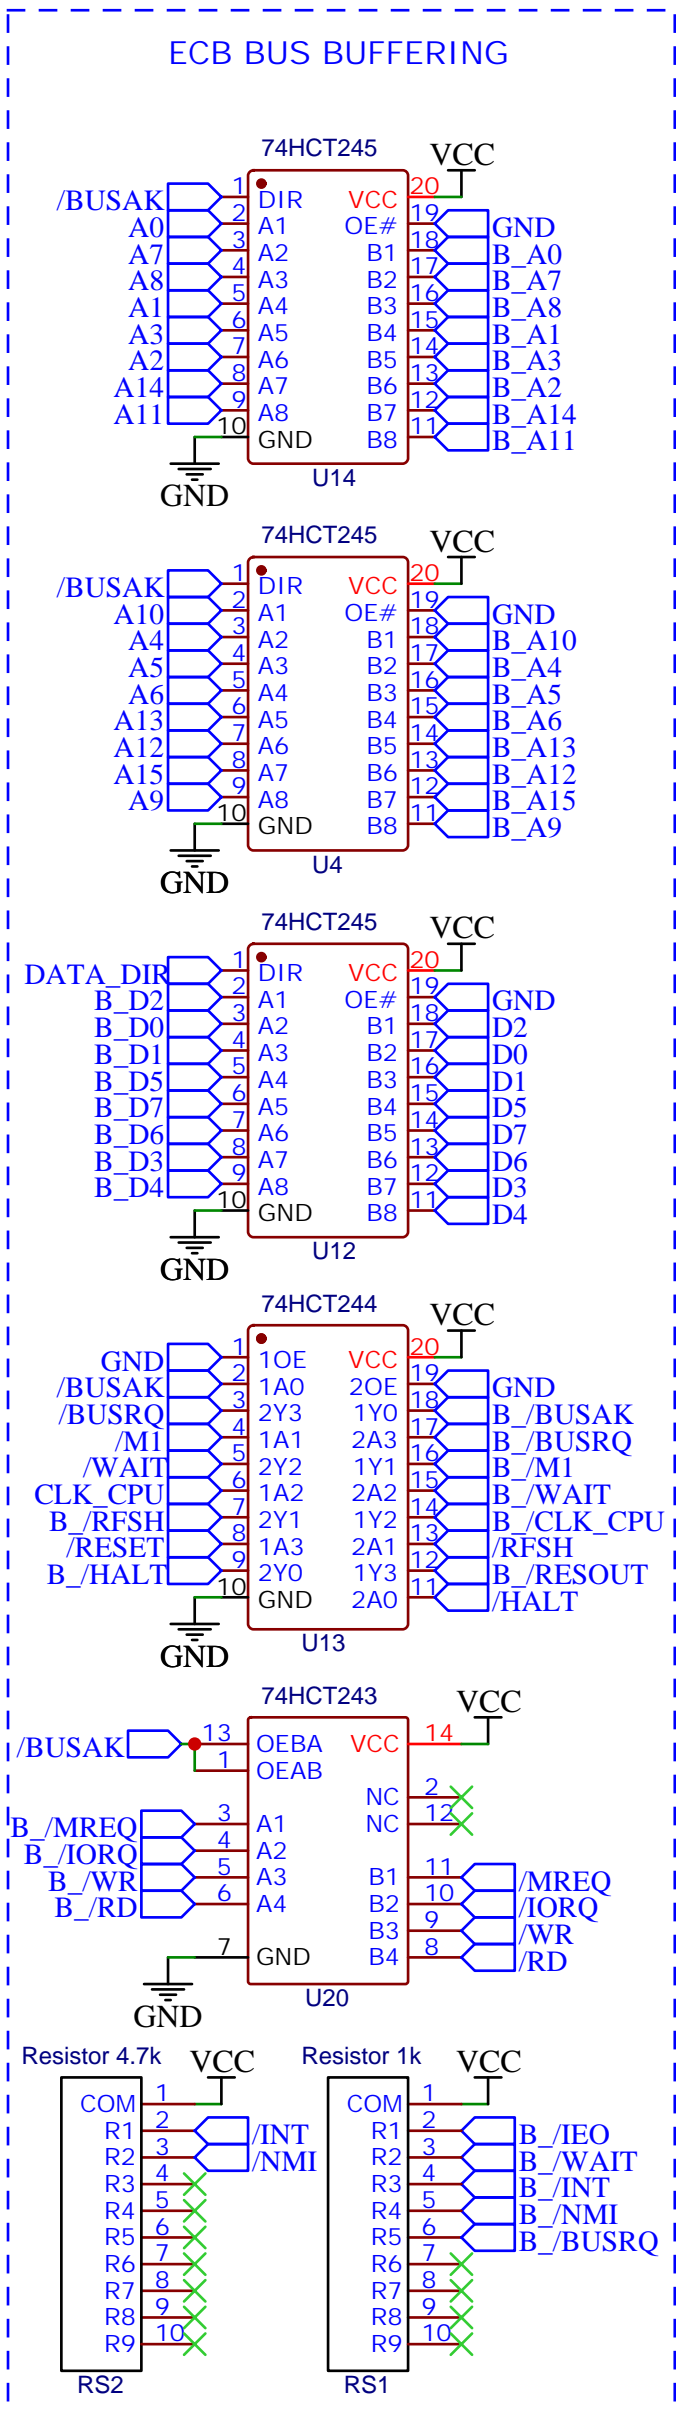 ECB BUS BUFFERING
74HCT245
VCC
/BUSAK 1 DIR VCC 20
A0 2 A1 OE# 19 GND
A7 3 A2 B1 18 B_A0
A8 4 A3 B2 17 B_A7
A1 5 A4 B3 16 B_A8
A3 6 A5 B4 15 B_A1
A2 7 A6 B5 14 B_A3
A14 8 A7 B6 13 B_A2
A11 9 A8 B7 12 B_A14
10 GND B8 11 B_A11
GND
U14
74HCT245
VCC
/BUSAK 1 DIR VCC 20
A10 2 A1 OE# 19 GND
A4 3 A2 B1 18 B_A10
A5 4 A3 B2 17 B_A4
A6 5 A4 B3 16 B_A5
A13 6 A5 B4 15 B_A6
A12 7 A6 B5 14 B_A13
A15 8 A7 B6 13 B_A12
A9 9 A8 B7 12 B_A15
10 GND B8 11 B_A9
GND
U4
74HCT245
VCC
DATA_DIR 1 DIR VCC 20
B_D2 2 A1 OE# 19 GND
B_D0 3 A2 B1 18 D2
B_D1 4 A3 B2 17 D0
B_D5 5 A4 B3 16 D1
B_D7 6 A5 B4 15 D5
B_D6 7 A6 B5 14 D7
B_D3 8 A7 B6 13 D6
B_D4 9 A8 B7 12 D3
10 GND B8 11 D4
GND
U12
74HCT244
VCC
GND 1 1OE VCC 20
/BUSAK 2 1A0 2OE 19 GND
/BUSRQ 3 2Y3 1Y0 18 B_/BUSAK
/M1 4 1A1 2A3 17 B_/BUSRQ
/WAIT 5 2Y2 1Y1 16 B_/M1
CLK_CPU 6 1A2 2A2 15 B_/WAIT
B_/RFSH 7 2Y1 1Y2 14 B_/CLK_CPU
/RESET 8 1A3 2A1 13 /RFSH
B_/HALT 9 2Y0 1Y3 12 B_/RESOUT
10 GND 2A0 11 /HALT
GND
U13
74HCT243
VCC
/BUSAK 13 OEBA VCC 14
1 OEAB
NC 2
B_/MREQ 3 A1 NC 12
B_/IORQ 4 A2
B_/WR 5 A3 B1 11 /MREQ
B_/RD 6 A4 B2 10 /IORQ
B3 9 /WR
7 GND B4 8 /RD
GND
U20
Resistor 4.7k VCC
COM 1
R1 2 /INT
R2 3 /NMI
R3 4
R4 5
R5 6
R6 7
R7 8
R8 9
R9 10
RS2
Resistor 1k VCC
COM 1
R1 2 B_/IEO
R2 3 B_/WAIT
R3 4 B_/INT
R4 5 B_/NMI
R5 6 B_/BUSRQ
R6 7
R7 8
R8 9
R9 10
RS1